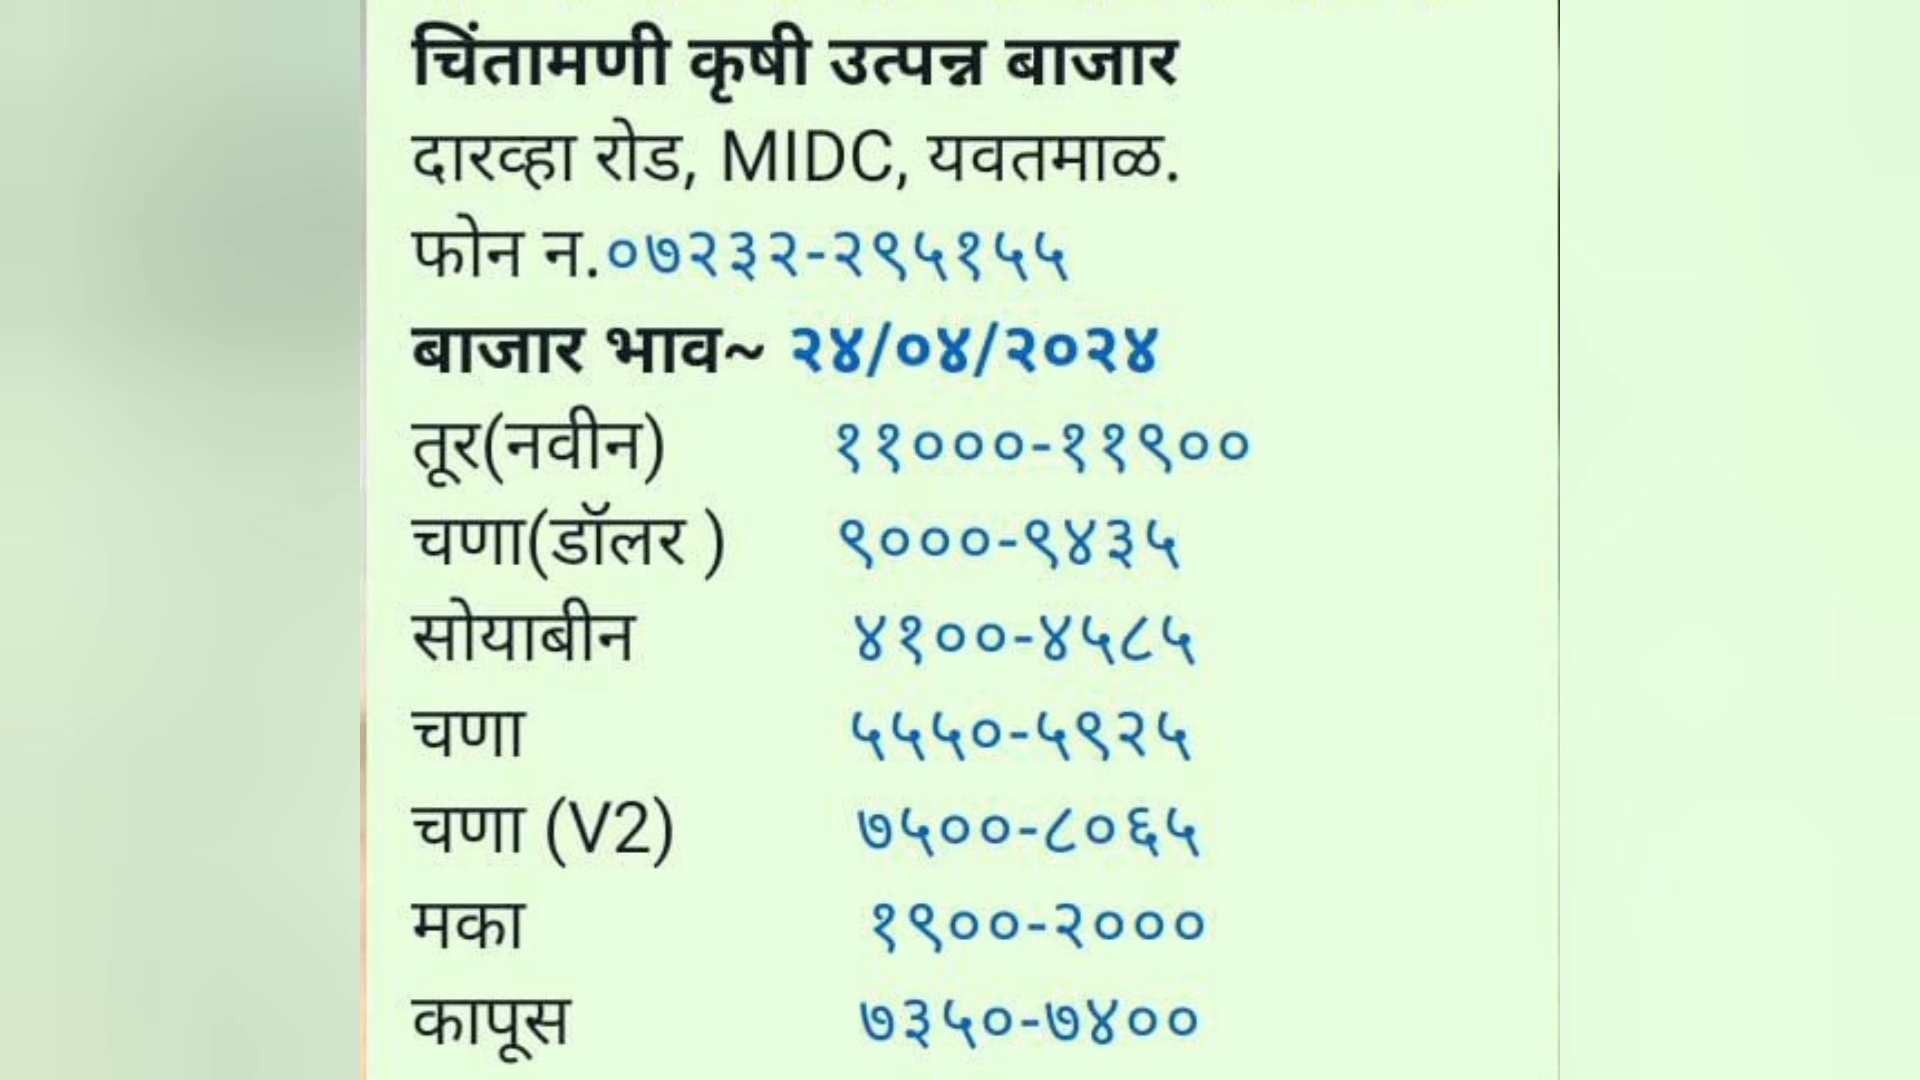 चिंतामणी कृषी उत्पन्न बाजार
दारव्हा रोड, MIDC, यवतमाळ.
फोन न.०७२३२-२९५१५५
बाजार भाव~ २४/०४/२०२४
तूर(नवीन) ११०००-११९००
चणा(डॉलर ) ९०००-९४३५
सोयाबीन ४१००-४५८५
चणा ५५५०-५९२५
चणा (V2) ७५००-८०६५
मका १९००-२०००
कापूस ७३५०-७४००